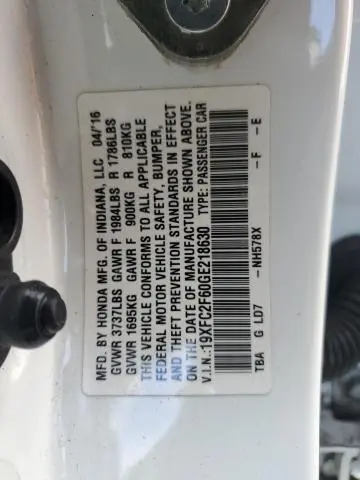 MFD. BY HONDA MFG. OF INDIANA, LLC 04/'16
GVWR 3737LBS GAWR F 1984LBS R 1786LBS
GVWR 1695KG GAWR F 900KG R 810KG
THIS VEHICLE CONFORMS TO ALL APPLICABLE
FEDERAL MOTOR VEHICLE SAFETY, BUMPER,
AND THEFT PREVENTION STANDARDS IN EFFECT
ON THE DATE OF MANUFACTURE SHOWN ABOVE.
V.I.N.:19XFC2F60GE218630 TYPE: PASSENGER CAR
TBA G LD7 -NH578X -F -E